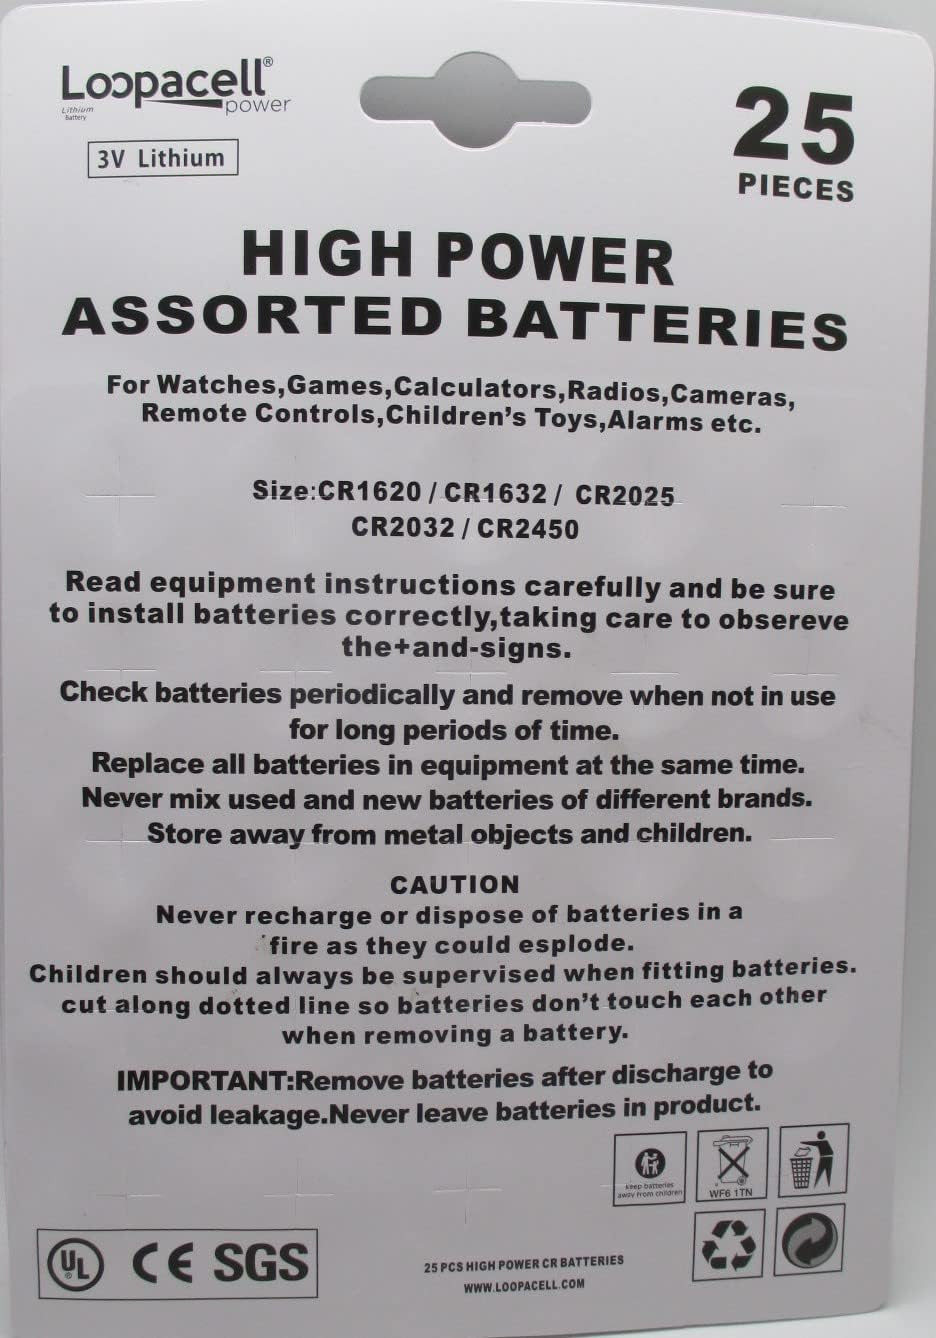 Loopacell®
power
Lithium
Battery
3V Lithium
25
PIECES
HIGH POWER
ASSORTED BATTERIES
For Watches,Games,Calculators,Radios,Cameras,
Remote Controls,Children's Toys,Alarms etc.
Size:CR1620 / CR1632 / CR2025
CR2032 / CR2450
Read equipment instructions carefully and be sure
to install batteries correctly,taking care to obsereve
the+and-signs.
Check batteries periodically and remove when not in use
for long periods of time.
Replace all batteries in equipment at the same time.
Never mix used and new batteries of different brands.
Store away from metal objects and children.
CAUTION
Never recharge or dispose of batteries in a
fire as they could esplode.
Children should always be supervised when fitting batteries.
cut along dotted line so batteries don't touch each other
when removing a battery.
IMPORTANT:Remove batteries after discharge to
avoid leakage.Never leave batteries in product.
keep batteries
away from children
WF6 1TN
UL ® CE SGS
25 PCS HIGH POWER CR BATTERIES
WWW.LOOPACELL.COM